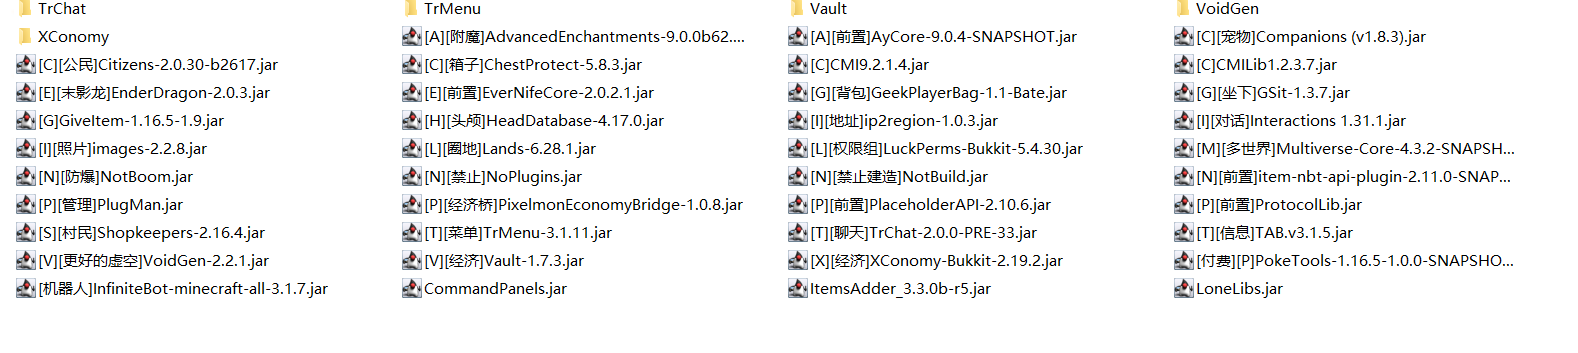 TrChat TrMenu Vault VoidGen
XConomy [A][附魔]AdvancedEnchantments-9.0.0b62.... [A][前置]AyCore-9.0.4-SNAPSHOT.jar [C][宠物]Companions (v1.8.3).jar
[C][公民]Citizens-2.0.30-b2617.jar [C][箱子]ChestProtect-5.8.3.jar [C]CMI9.2.1.4.jar [C]CMILib1.2.3.7.jar
[E][末影龙]EnderDragon-2.0.3.jar [E][前置]EverNifeCore-2.0.2.1.jar [G][背包]GeekPlayerBag-1.1-Bate.jar [G][坐下]GSit-1.3.7.jar
[G]GiveItem-1.16.5-1.9.jar [H][头颅]HeadDatabase-4.17.0.jar [I][地址]ip2region-1.0.3.jar [I][对话]Interactions 1.31.1.jar
[I][照片]images-2.2.8.jar [L][圈地]Lands-6.28.1.jar [L][权限组]LuckPerms-Bukkit-5.4.30.jar [M][多世界]Multiverse-Core-4.3.2-SNAPSH...
[N][防爆]NotBoom.jar [N][禁止]NoPlugins.jar [N][禁止建造]NotBuild.jar [N][前置]item-nbt-api-plugin-2.11.0-SNAP...
[P][管理]PlugMan.jar [P][经济桥]PixelmonEconomyBridge-1.0.8.jar [P][前置]PlaceholderAPI-2.10.6.jar [P][前置]ProtocolLib.jar
[S][村民]Shopkeepers-2.16.4.jar [T][菜单]TrMenu-3.1.11.jar [T][聊天]TrChat-2.0.0-PRE-33.jar [T][信息]TAB.v3.1.5.jar
[V][更好的虚空]VoidGen-2.2.1.jar [V][经济]Vault-1.7.3.jar [X][经济]XConomy-Bukkit-2.19.2.jar [付费][P]PokeTools-1.16.5-1.0.0-SNAPSHO...
[机器人]InfiniteBot-minecraft-all-3.1.7.jar CommandPanels.jar ItemsAdder_3.3.0b-r5.jar LoneLibs.jar